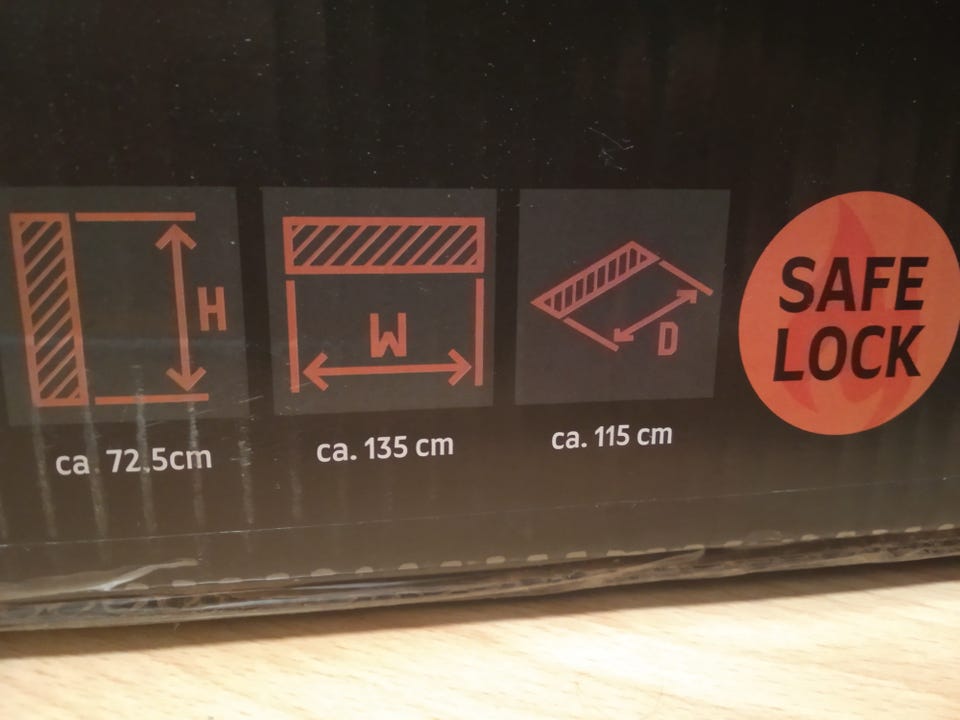 H
W
D
ca. 72.5cm
ca. 135 cm
ca. 115 cm
SAFE
LOCK